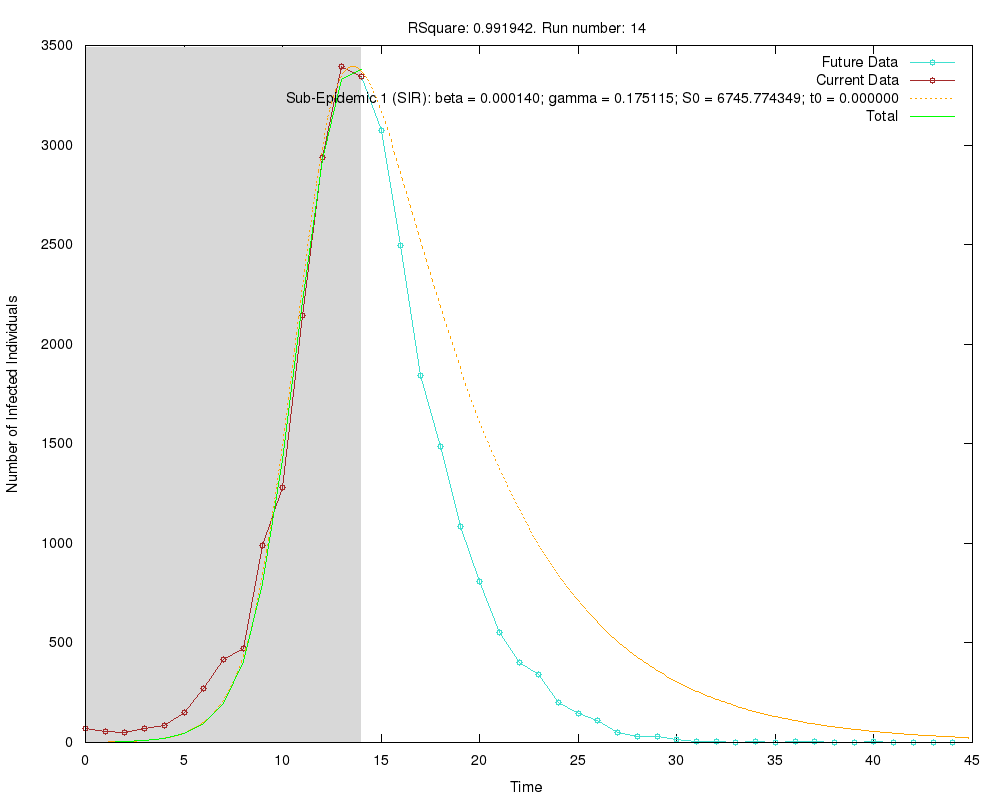 RSquare: 0.991942. Run number: 14
3500
3000
2500
2000
1500
1000
500
0
Number of Infected Individuals
Future Data
Current Data
Sub-Epidemic 1 (SIR): beta = 0.000140; gamma = 0.175115; S0 = 6745.774349; t0 = 0.000000
Total
0 5 10 15 20 25 30 35 40 45
Time